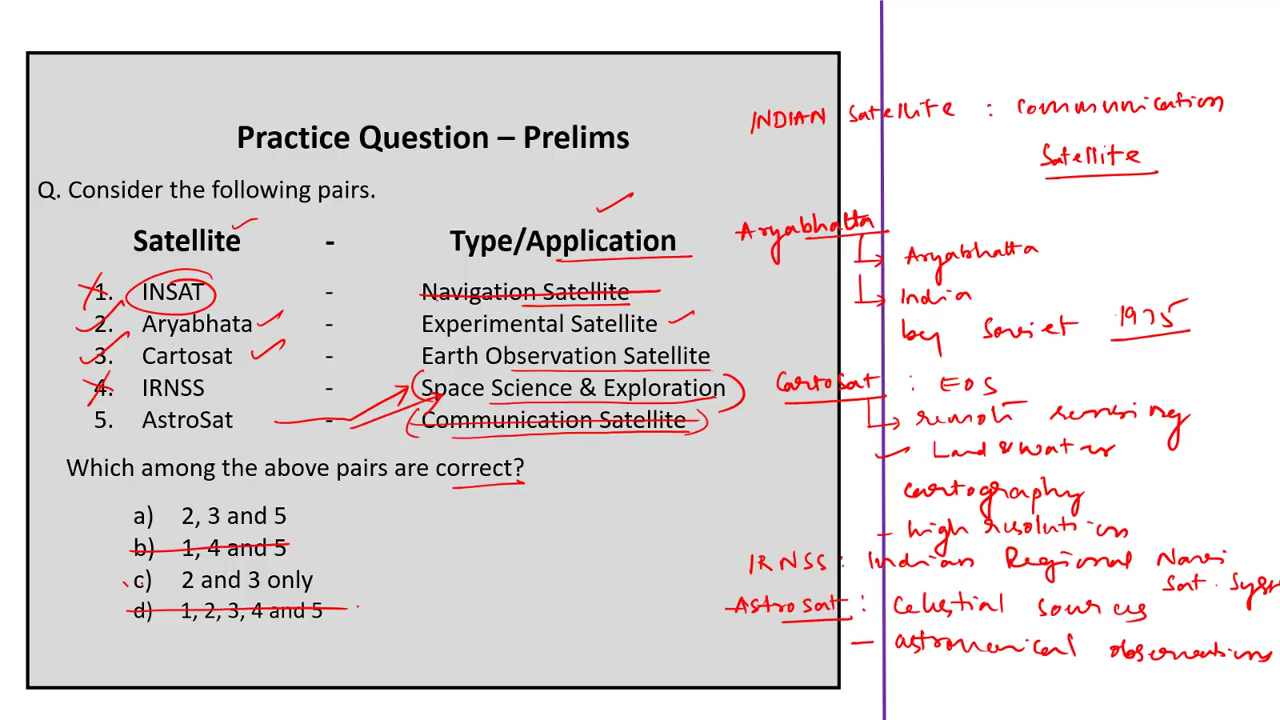 Practice Question – Prelims
Q. Consider the following pairs.
Satellite - Type/Application
1. INSAT - Navigation Satellite
2. Aryabhata - Experimental Satellite
3. Cartosat - Earth Observation Satellite
4. IRNSS - Space Science & Exploration
5. AstroSat - Communication Satellite
Which among the above pairs are correct?
a) 2, 3 and 5
b) 1, 4 and 5
c) 2 and 3 only
d) 1, 2, 3, 4 and 5
INDIAN Satellite : Communication
Satellite
Aryabhatta
Aryabhatta
India
by Soviet 1975
CartoSat : EOS
remote sensing
Land & water
cartography
- high resolution
IRNSS : Indian Regional Navi
Sat. Syst
AstroSat : Celestial sources
- astronomical observations